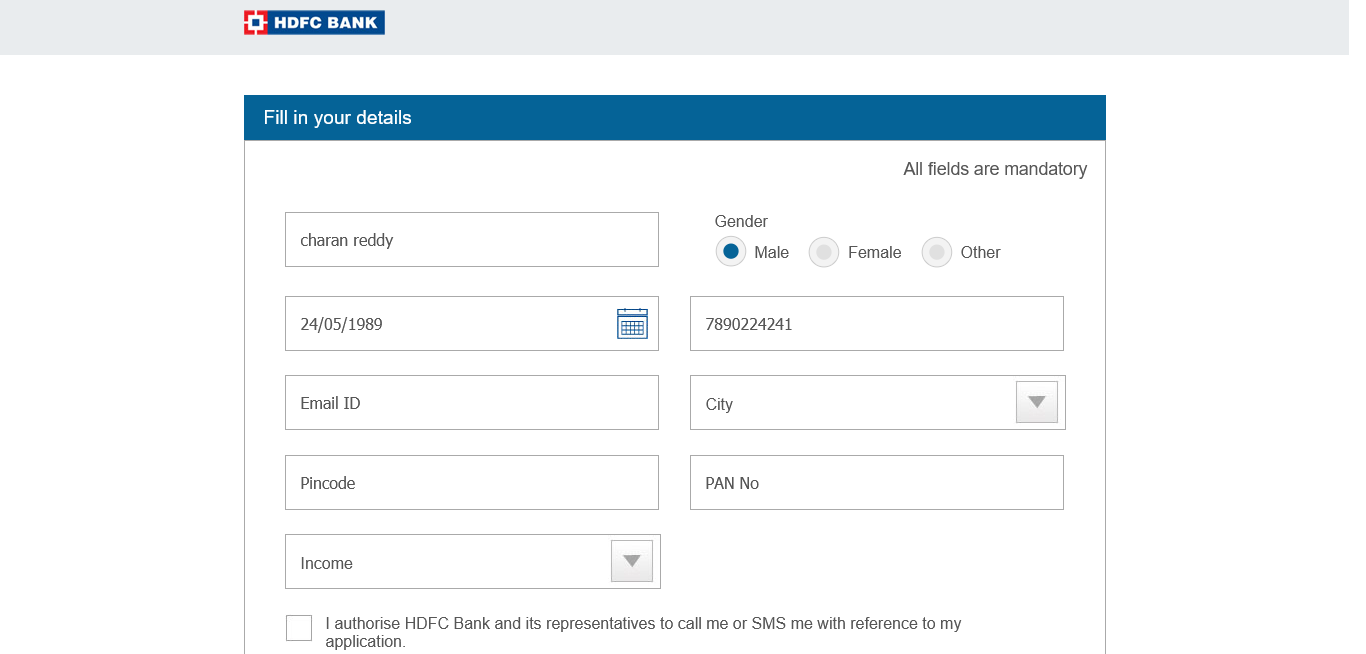 HDFC BANK
Fill in your details
All fields are mandatory
charan reddy
Gender
Male Female Other
24/05/1989
7890224241
Email ID
City
Pincode
PAN No
Income
I authorise HDFC Bank and its representatives to call me or SMS me with reference to my
application.